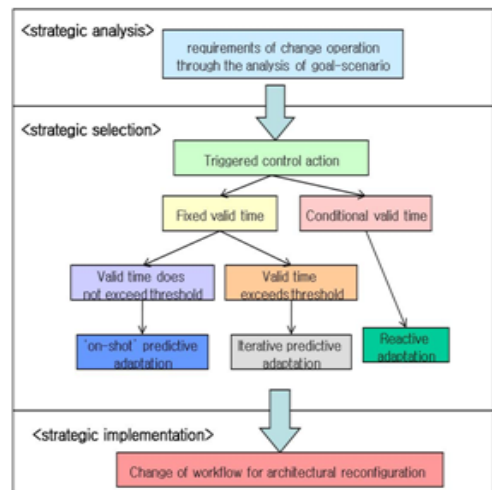 <strategic analysis>
requirements of change operation
through the analysis of goal-scenario
<strategic selection>
Triggered control action
Fixed valid time
Conditional valid time
Valid time does
not exceed threshold
Valid time
exceeds threshold
'on-shot' predictive
adaptation
Iterative predictive
adaptation
Reactive
adaptation
<strategic implementation>
Change of workflow for architectural reconfiguration